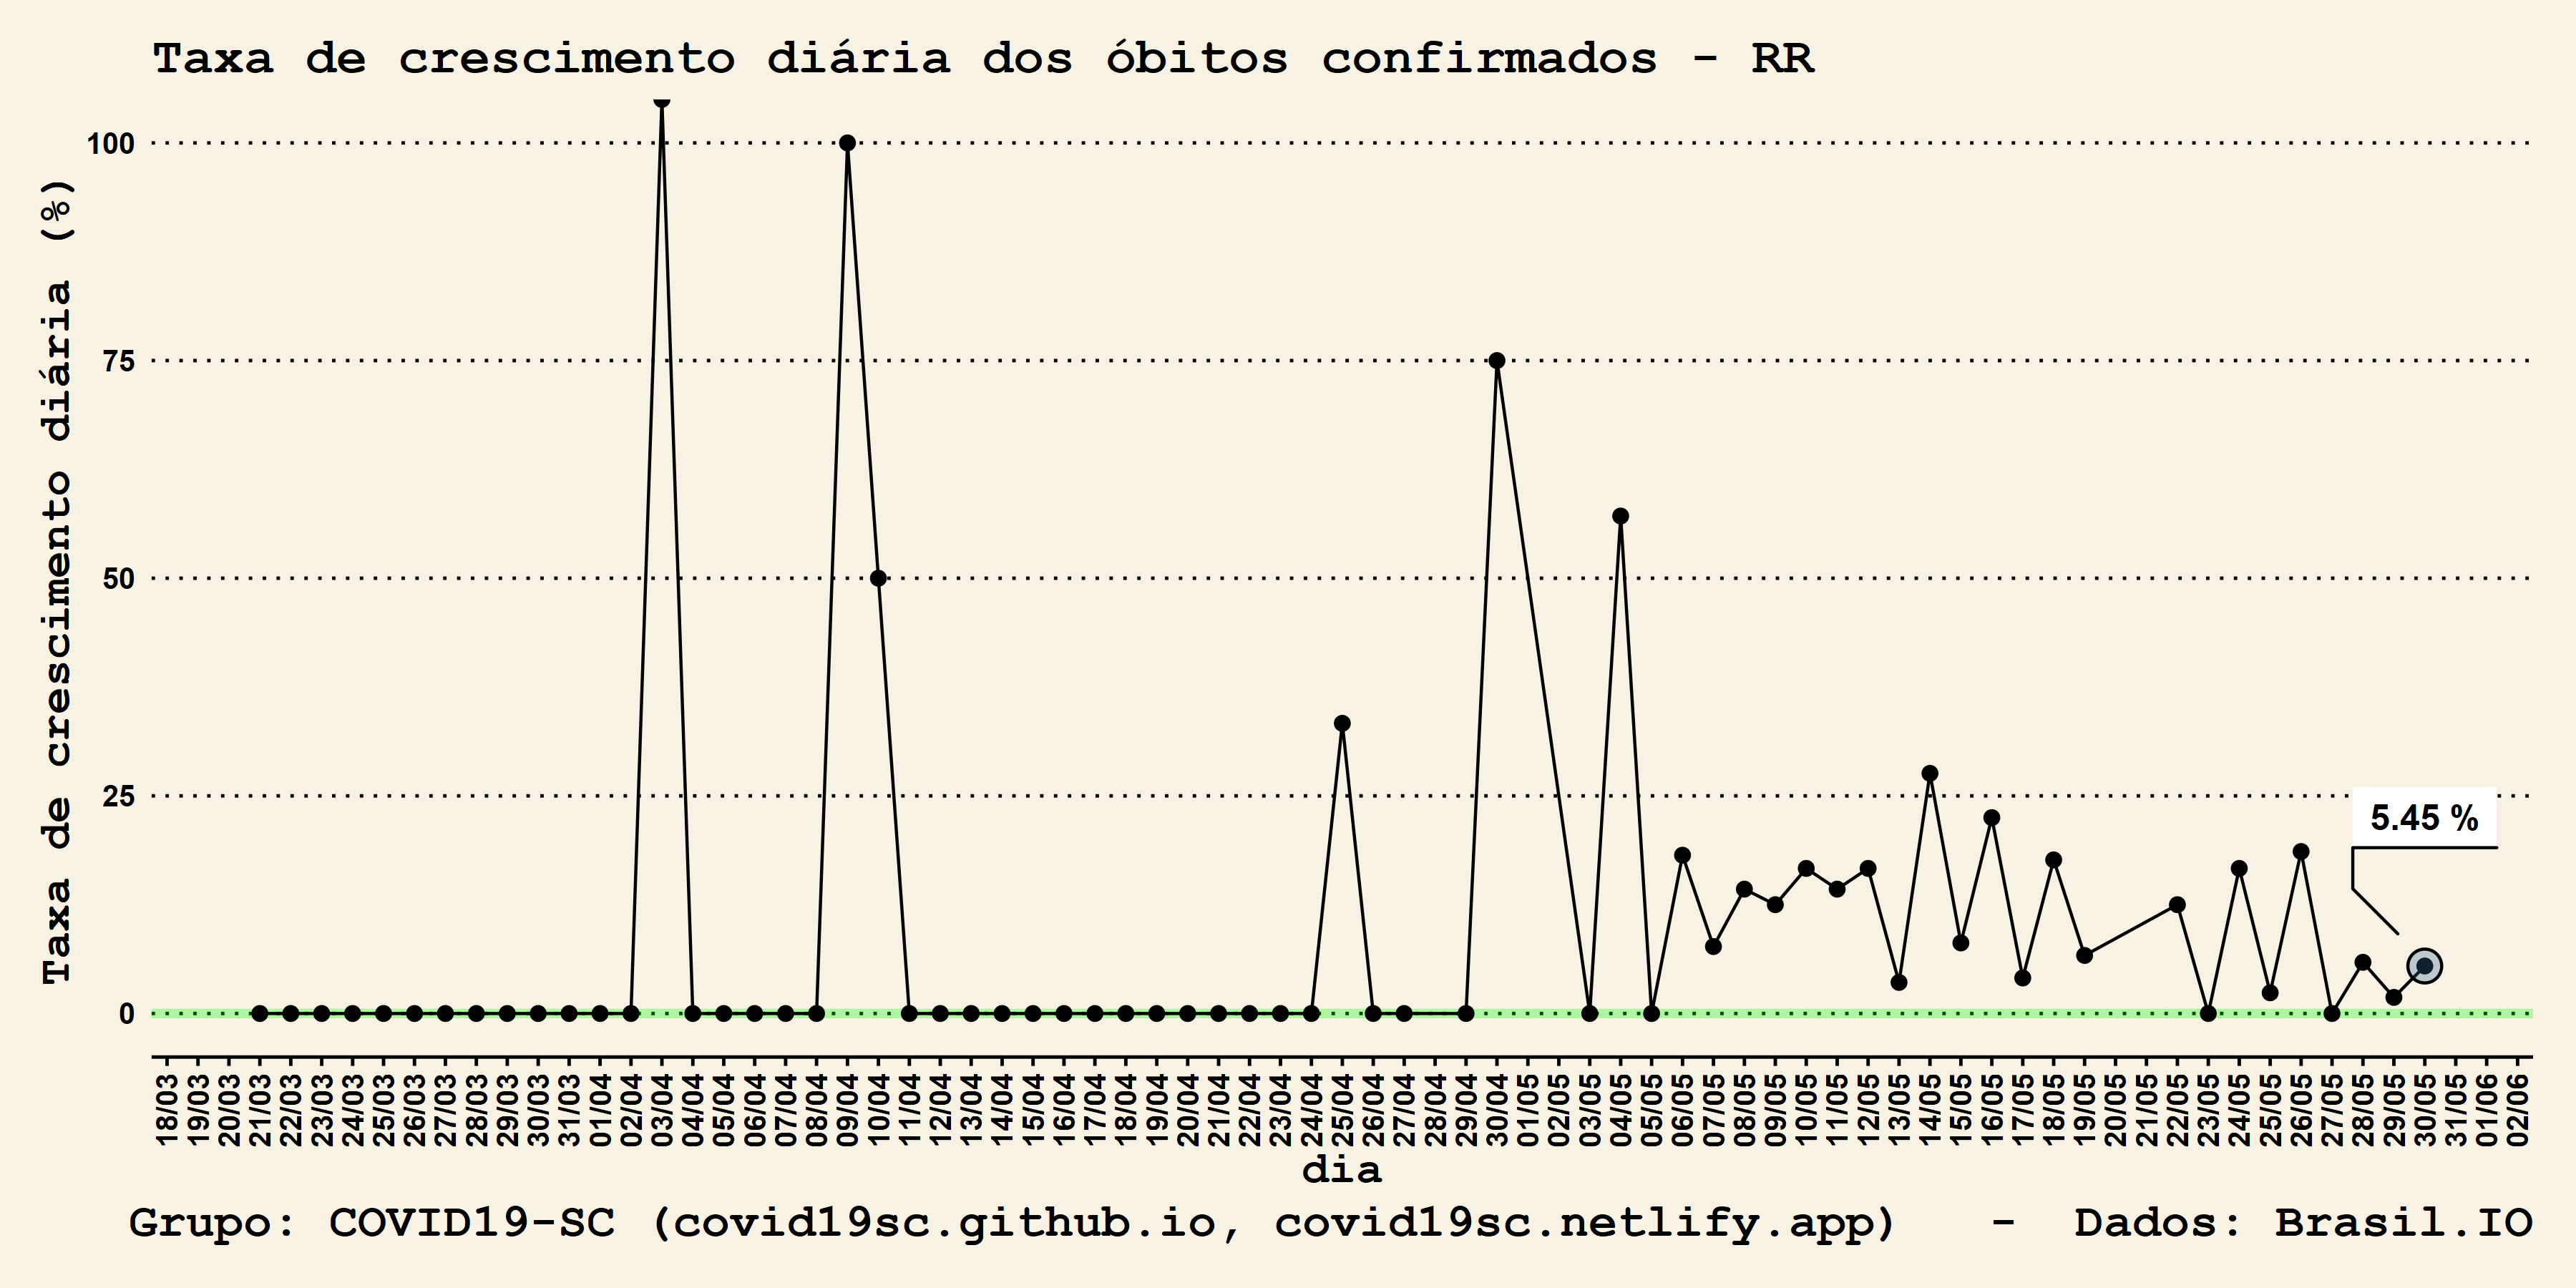 Taxa de crescimento diária dos óbitos confirmados - RR
Taxa de crescimento diária (%)
100
75
50
25
0
5.45 %
18/03 19/03 20/03 21/03 22/03 23/03 24/03 25/03 26/03 27/03 28/03 29/03 30/03 31/03 01/04 02/04 03/04 04/04 05/04 06/04 07/04 08/04 09/04 10/04 11/04 12/04 13/04 14/04 15/04 16/04 17/04 18/04 19/04 20/04 21/04 22/04 23/04 24/04 25/04 26/04 27/04 28/04 29/04 30/04 01/05 02/05 03/05 04/05 05/05 06/05 07/05 08/05 09/05 10/05 11/05 12/05 13/05 14/05 15/05 16/05 17/05 18/05 19/05 20/05 21/05 22/05 23/05 24/05 25/05 26/05 27/05 28/05 29/05 30/05 31/05 01/06 02/06
dia
Grupo: COVID19-SC (covid19sc.github.io, covid19sc.netlify.app) - Dados: Brasil.IO